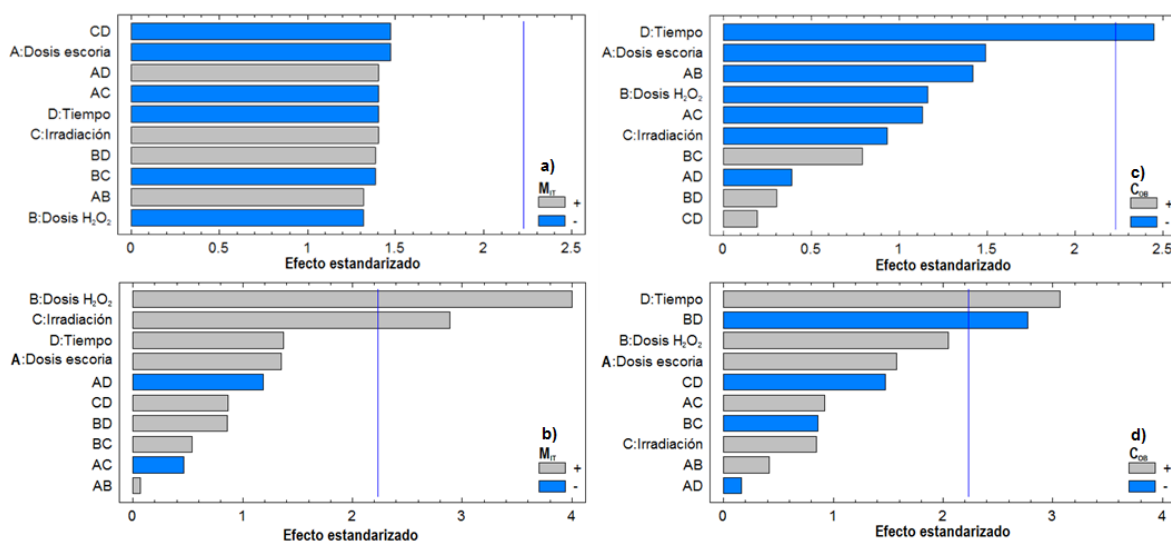 CD
A:Dosis escoria
AD
AC
D:Tiempo
C:Irradiación
BD
BC
AB
B:Dosis H₂O₂
a)
M_IT
+
-
0 0.5 1 1.5 2 2.5
Efecto estandarizado
D:Tiempo
A:Dosis escoria
AB
B:Dosis H₂O₂
AC
C:Irradiación
BC
AD
BD
CD
c)
C_OB
+
-
0 0.5 1 1.5 2 2.5
Efecto estandarizado
B:Dosis H₂O₂
C:Irradiación
D:Tiempo
A:Dosis escoria
AD
CD
BD
BC
AC
AB
b)
M_IT
+
-
0 1 2 3 4
Efecto estandarizado
D:Tiempo
BD
B:Dosis H₂O₂
A:Dosis escoria
CD
AC
BC
C:Irradiación
AB
AD
d)
C_OB
+
-
0 1 2 3 4
Efecto estandarizado